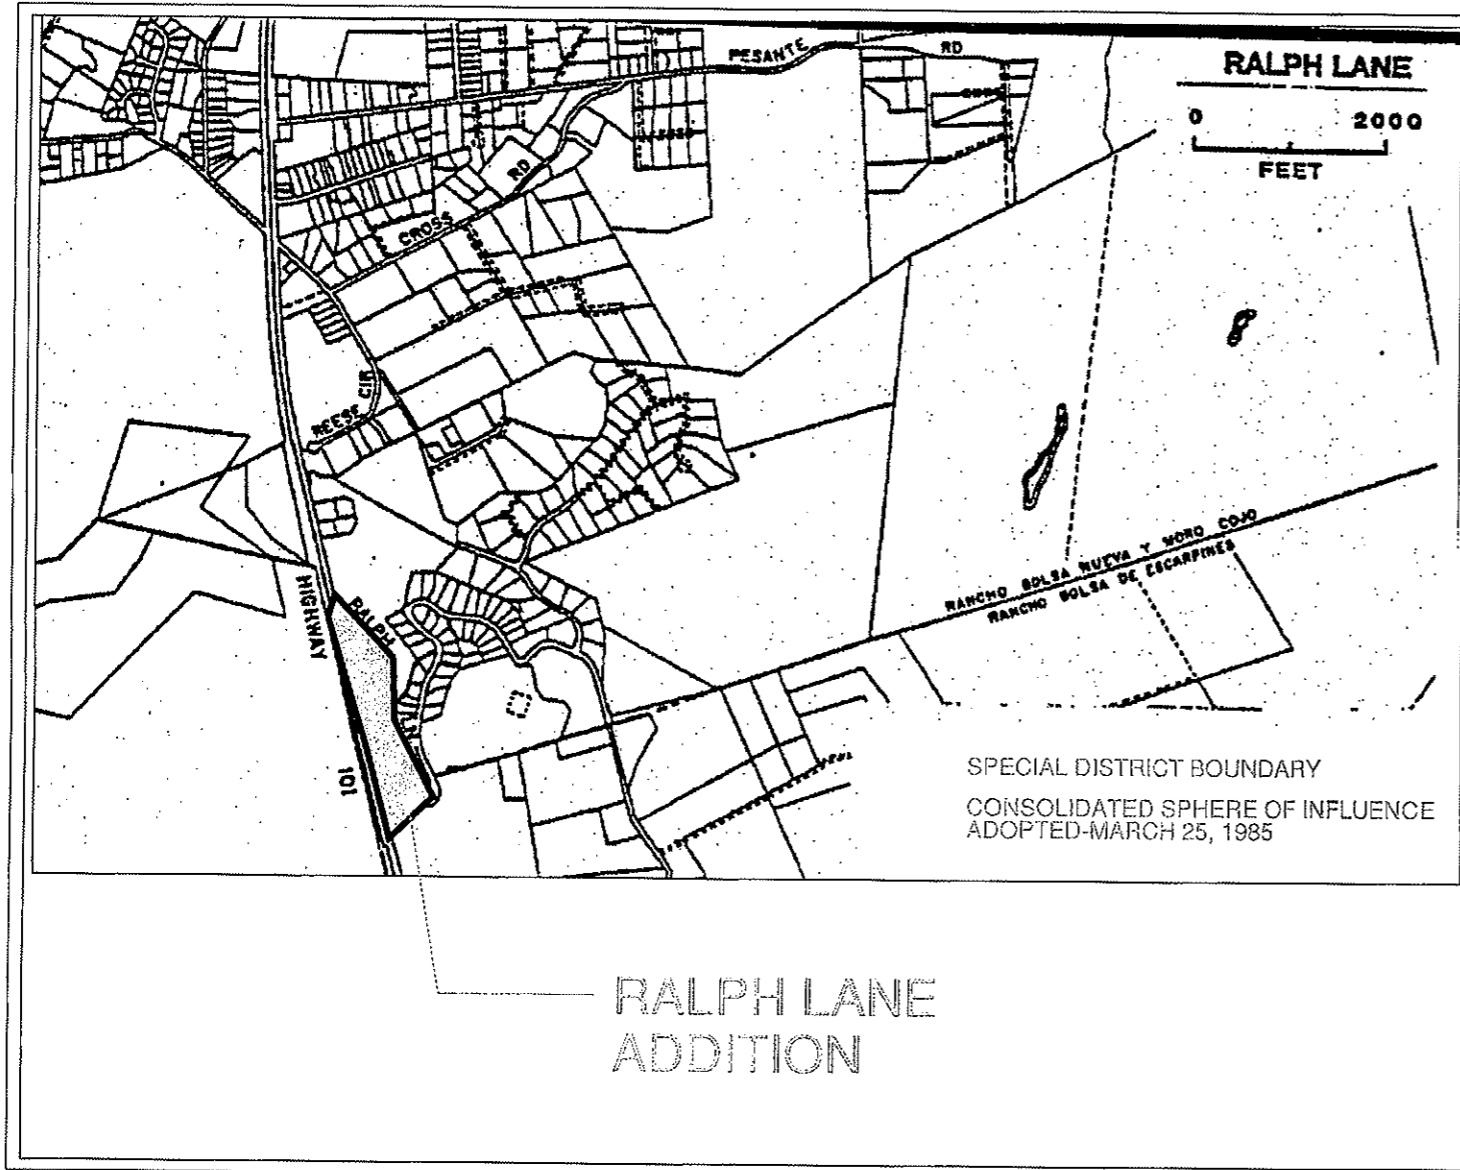 PESANTE RD
RALPH LANE
0 2000
FEET
CROSS RD
REESE CIR
HIGHWAY 101
RALPH LN
RANCHO BOLSA NUEVA Y MORO COJO
RANCHO BOLSA DE ESCARPINES
SPECIAL DISTRICT BOUNDARY
CONSOLIDATED SPHERE OF INFLUENCE
ADOPTED-MARCH 25, 1985
RALPH LANE
ADDITION